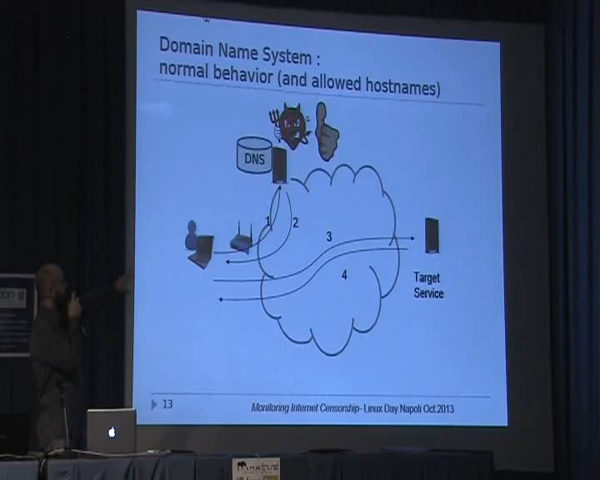 Domain Name System :
normal behavior (and allowed hostnames)
DNS
1
2
3
4
Target
Service
13
Monitoring Internet Censorship- Linux Day Napoli Oct.2013